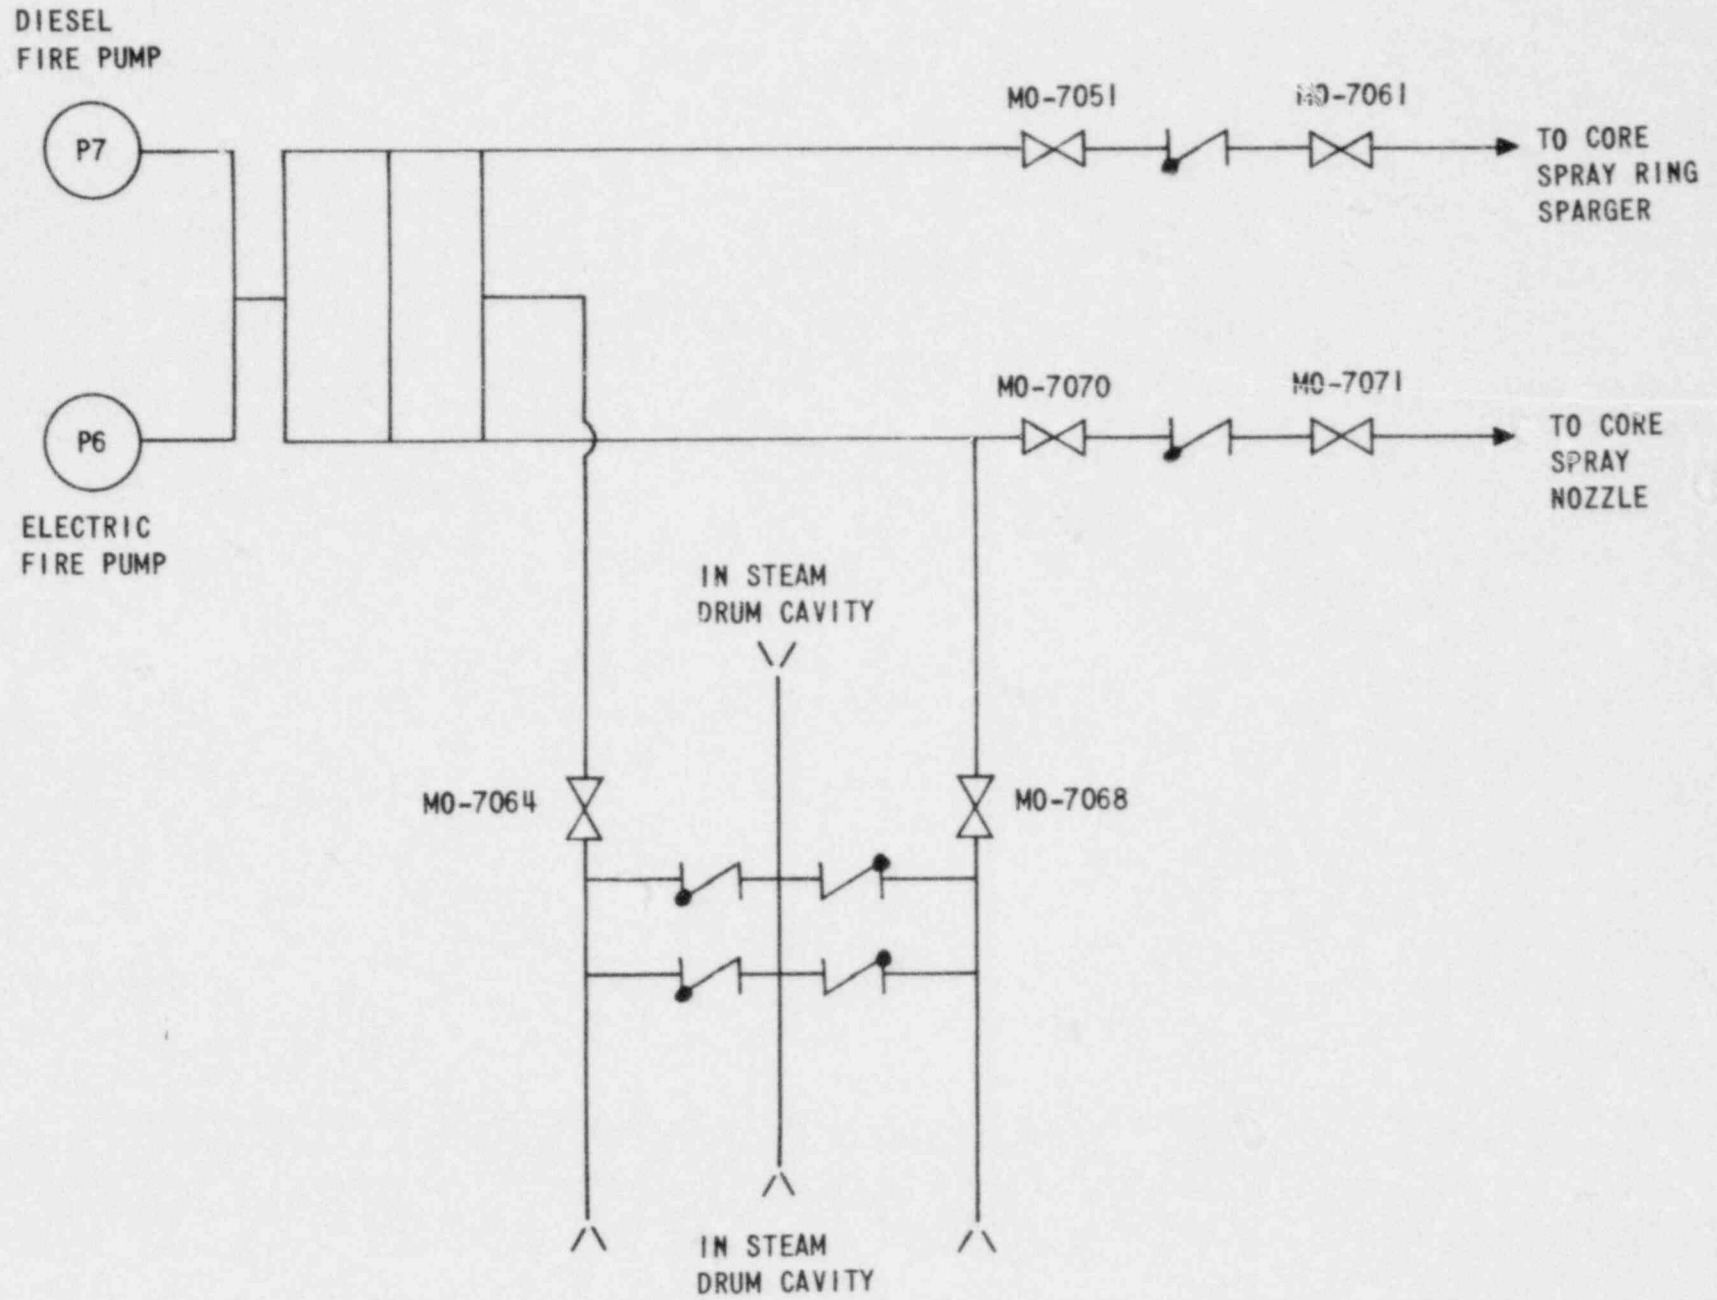 DIESEL
FIRE PUMP
P7
MO-7051
MO-7061
TO CORE
SPRAY RING
SPARGER
P6
ELECTRIC
FIRE PUMP
MO-7070
MO-7071
TO CORE
SPRAY
NOZZLE
IN STEAM
DRUM CAVITY
MO-7064
MO-7068
IN STEAM
DRUM CAVITY